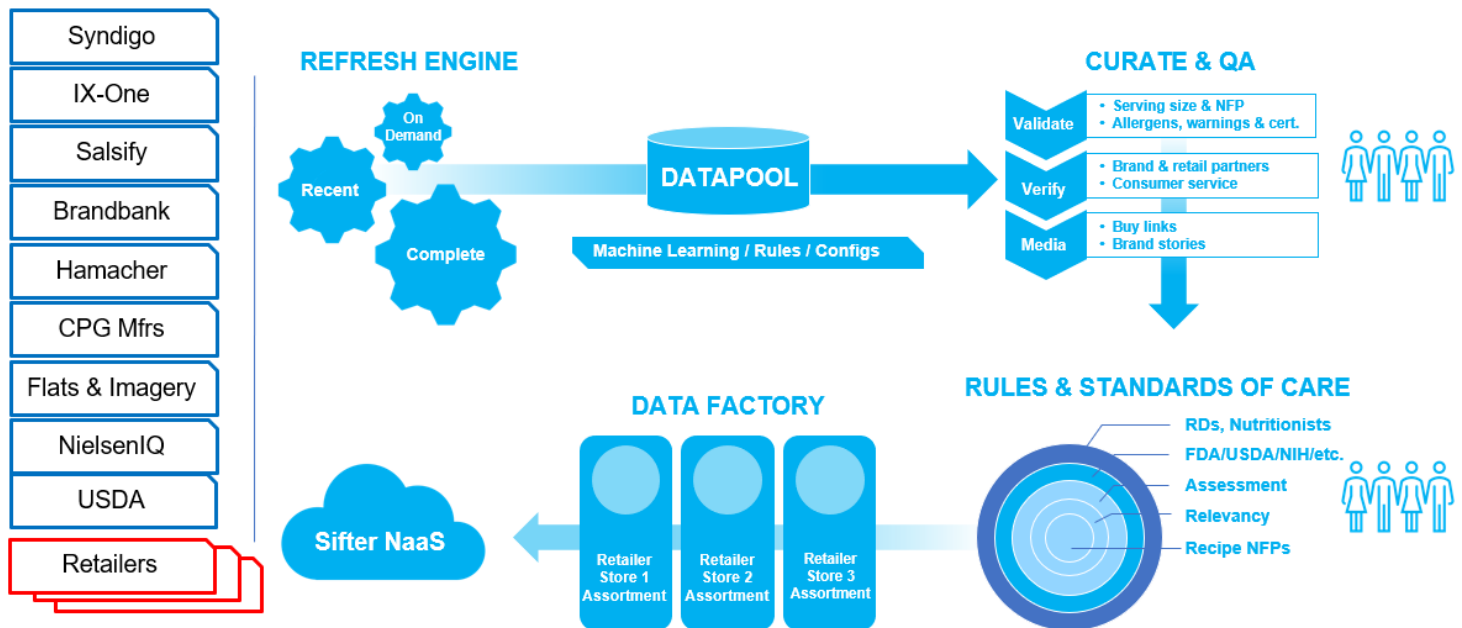 Syndigo
IX-One
Salsify
Brandbank
Hamacher
CPG Mfrs
Flats & Imagery
NielsenIQ
USDA
Retailers
REFRESH ENGINE
On
Demand
Recent
Complete
DATAPOOL
Machine Learning / Rules / Configs
CURATE & QA
Validate
• Serving size & NFP
• Allergens, warnings & cert.
Verify
• Brand & retail partners
• Consumer service
Media
• Buy links
• Brand stories
RULES & STANDARDS OF CARE
RDs, Nutritionists
FDA/USDA/NIH/etc.
Assessment
Relevancy
Recipe NFPs
DATA FACTORY
Retailer
Store 1
Assortment
Retailer
Store 2
Assortment
Retailer
Store 3
Assortment
Sifter NaaS